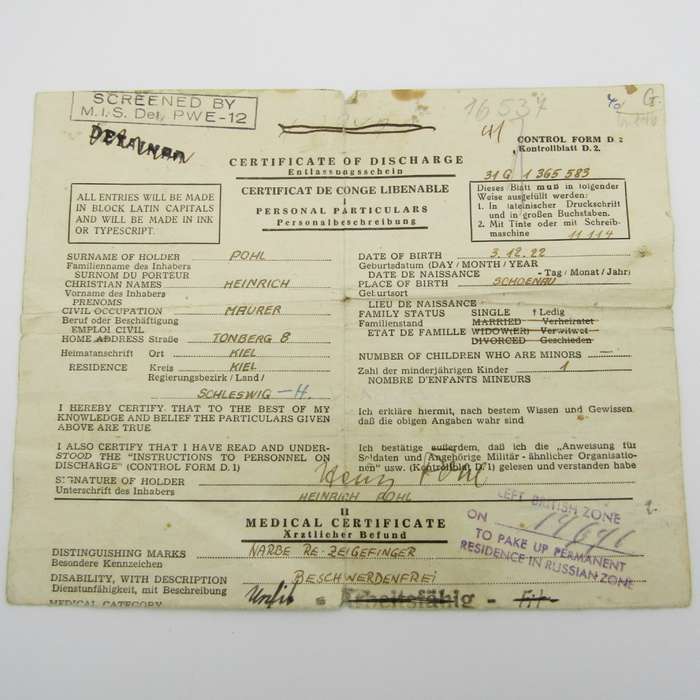 SCREENED BY
M.I.S. Det. PWE-12
16537
G.
CONTROL FORM D 2
Kontrollblatt D. 2.
CERTIFICATE OF DISCHARGE
Entlassungsschein
31 G 1 365 583
CERTIFICAT DE CONGE LIBENABLE
I
PERSONAL PARTICULARS
Personalbeschreibung
ALL ENTRIES WILL BE MADE
IN BLOCK LATIN CAPITALS
AND WILL BE MADE IN INK
OR TYPESCRIPT.
Dieses Blatt muß in folgender
Weise ausgefüllt werden:
1. In lateinischer Druckschrift
und in großen Buchstaben.
2. Mit Tinte oder mit Schreib-
maschine
11 114
SURNAME OF HOLDER POHL
Familienname des Inhabers
SURNOM DU PORTEUR
CHRISTIAN NAMES HEINRICH
Vorname des Inhabers
PRENOMS
CIVIL OCCUPATION MAURER
Beruf oder Beschäftigung
EMPLOI CIVIL
HOME ADDRESS Straße TONBERG 8
Heimatanschrift Ort KIEL
RESIDENCE Kreis KIEL
Regierungsbezirk / Land /
SCHLESWIG - H.
DATE OF BIRTH 3.12.22
Geburtsdatum (DAY / MONTH / YEAR
DATE DE NAISSANCE - Tag / Monat / Jahr)
PLACE OF BIRTH SCHOENAU
Geburtsort
LIEU DE NAISSANCE
FAMILY STATUS SINGLE † Ledig
Familienstand MARRIED Verheiratet
ETAT DE FAMILLE WIDOW(ER) Verwitwet
DIVORCED Geschieden
NUMBER OF CHILDREN WHO ARE MINORS
Zahl der minderjährigen Kinder 1
NOMBRE D'ENFANTS MINEURS
I HEREBY CERTIFY THAT TO THE BEST OF MY
KNOWLEDGE AND BELIEF THE PARTICULARS GIVEN
ABOVE ARE TRUE
Ich erkläre hiermit, nach bestem Wissen und Gewissen,
daß die obigen Angaben wahr sind
I ALSO CERTIFY THAT I HAVE READ AND UNDER-
STOOD THE "INSTRUCTIONS TO PERSONNEL ON
DISCHARGE" (CONTROL FORM D. 1)
Ich bestätige außerdem, daß ich die „Anweisung für
Soldaten und Angehörige Militär - ähnlicher Organisatio-
nen" usw. (Kontrollblatt D. 1) gelesen und verstanden habe
SIGNATURE OF HOLDER
Unterschrift des Inhabers HEINRICH POHL
LEFT BRITISH ZONE
ON
TO PAKE UP PERMANENT
RESIDENCE IN RUSSIAN ZONE
II
MEDICAL CERTIFICATE
Ärztlicher Befund
DISTINGUISHING MARKS NARBE RE-ZEIGEFINGER
Besondere Kennzeichen
DISABILITY, WITH DESCRIPTION BESCHWERDENFREI
Dienstunfähigkeit, mit Beschreibung
Unfit - Arbeitsfähig - Fit
MEDICAL CATEGORY